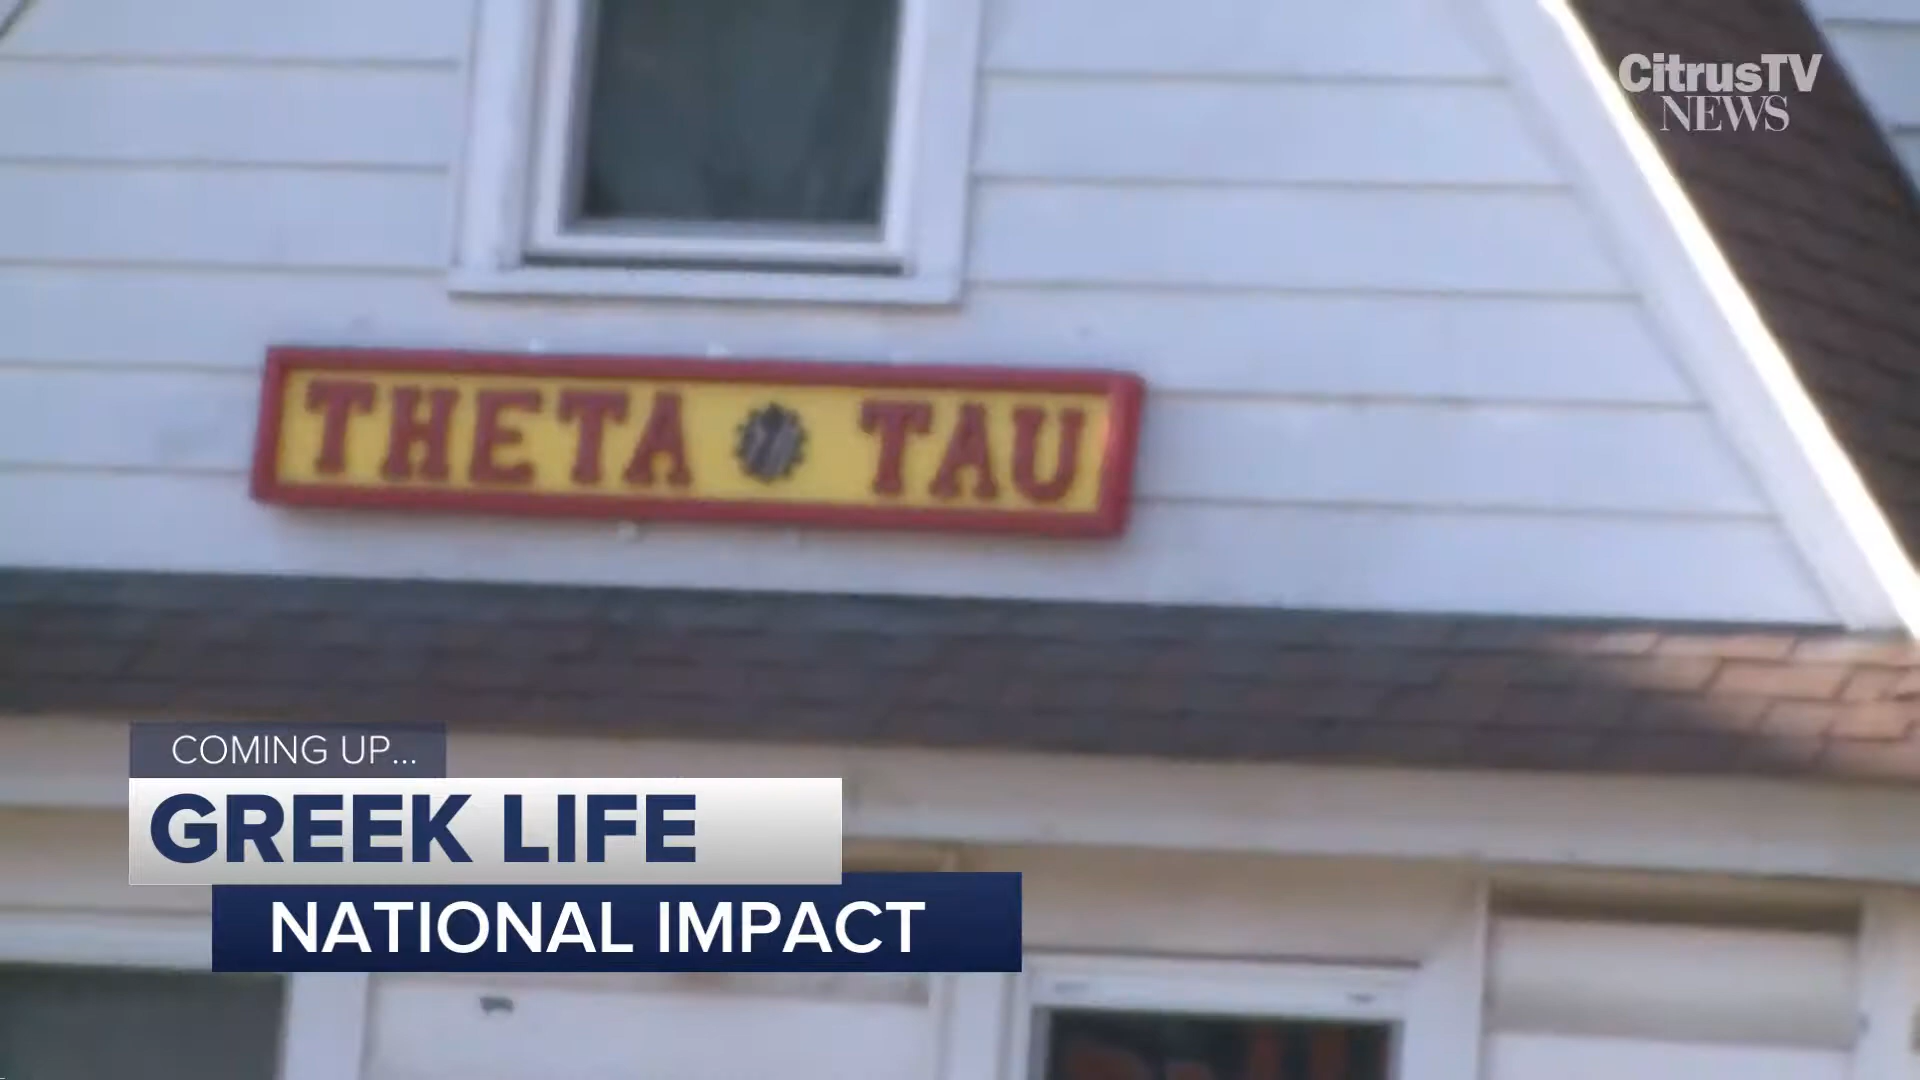 CitrusTV
NEWS
THETA TAU
COMING UP...
GREEK LIFE
NATIONAL IMPACT